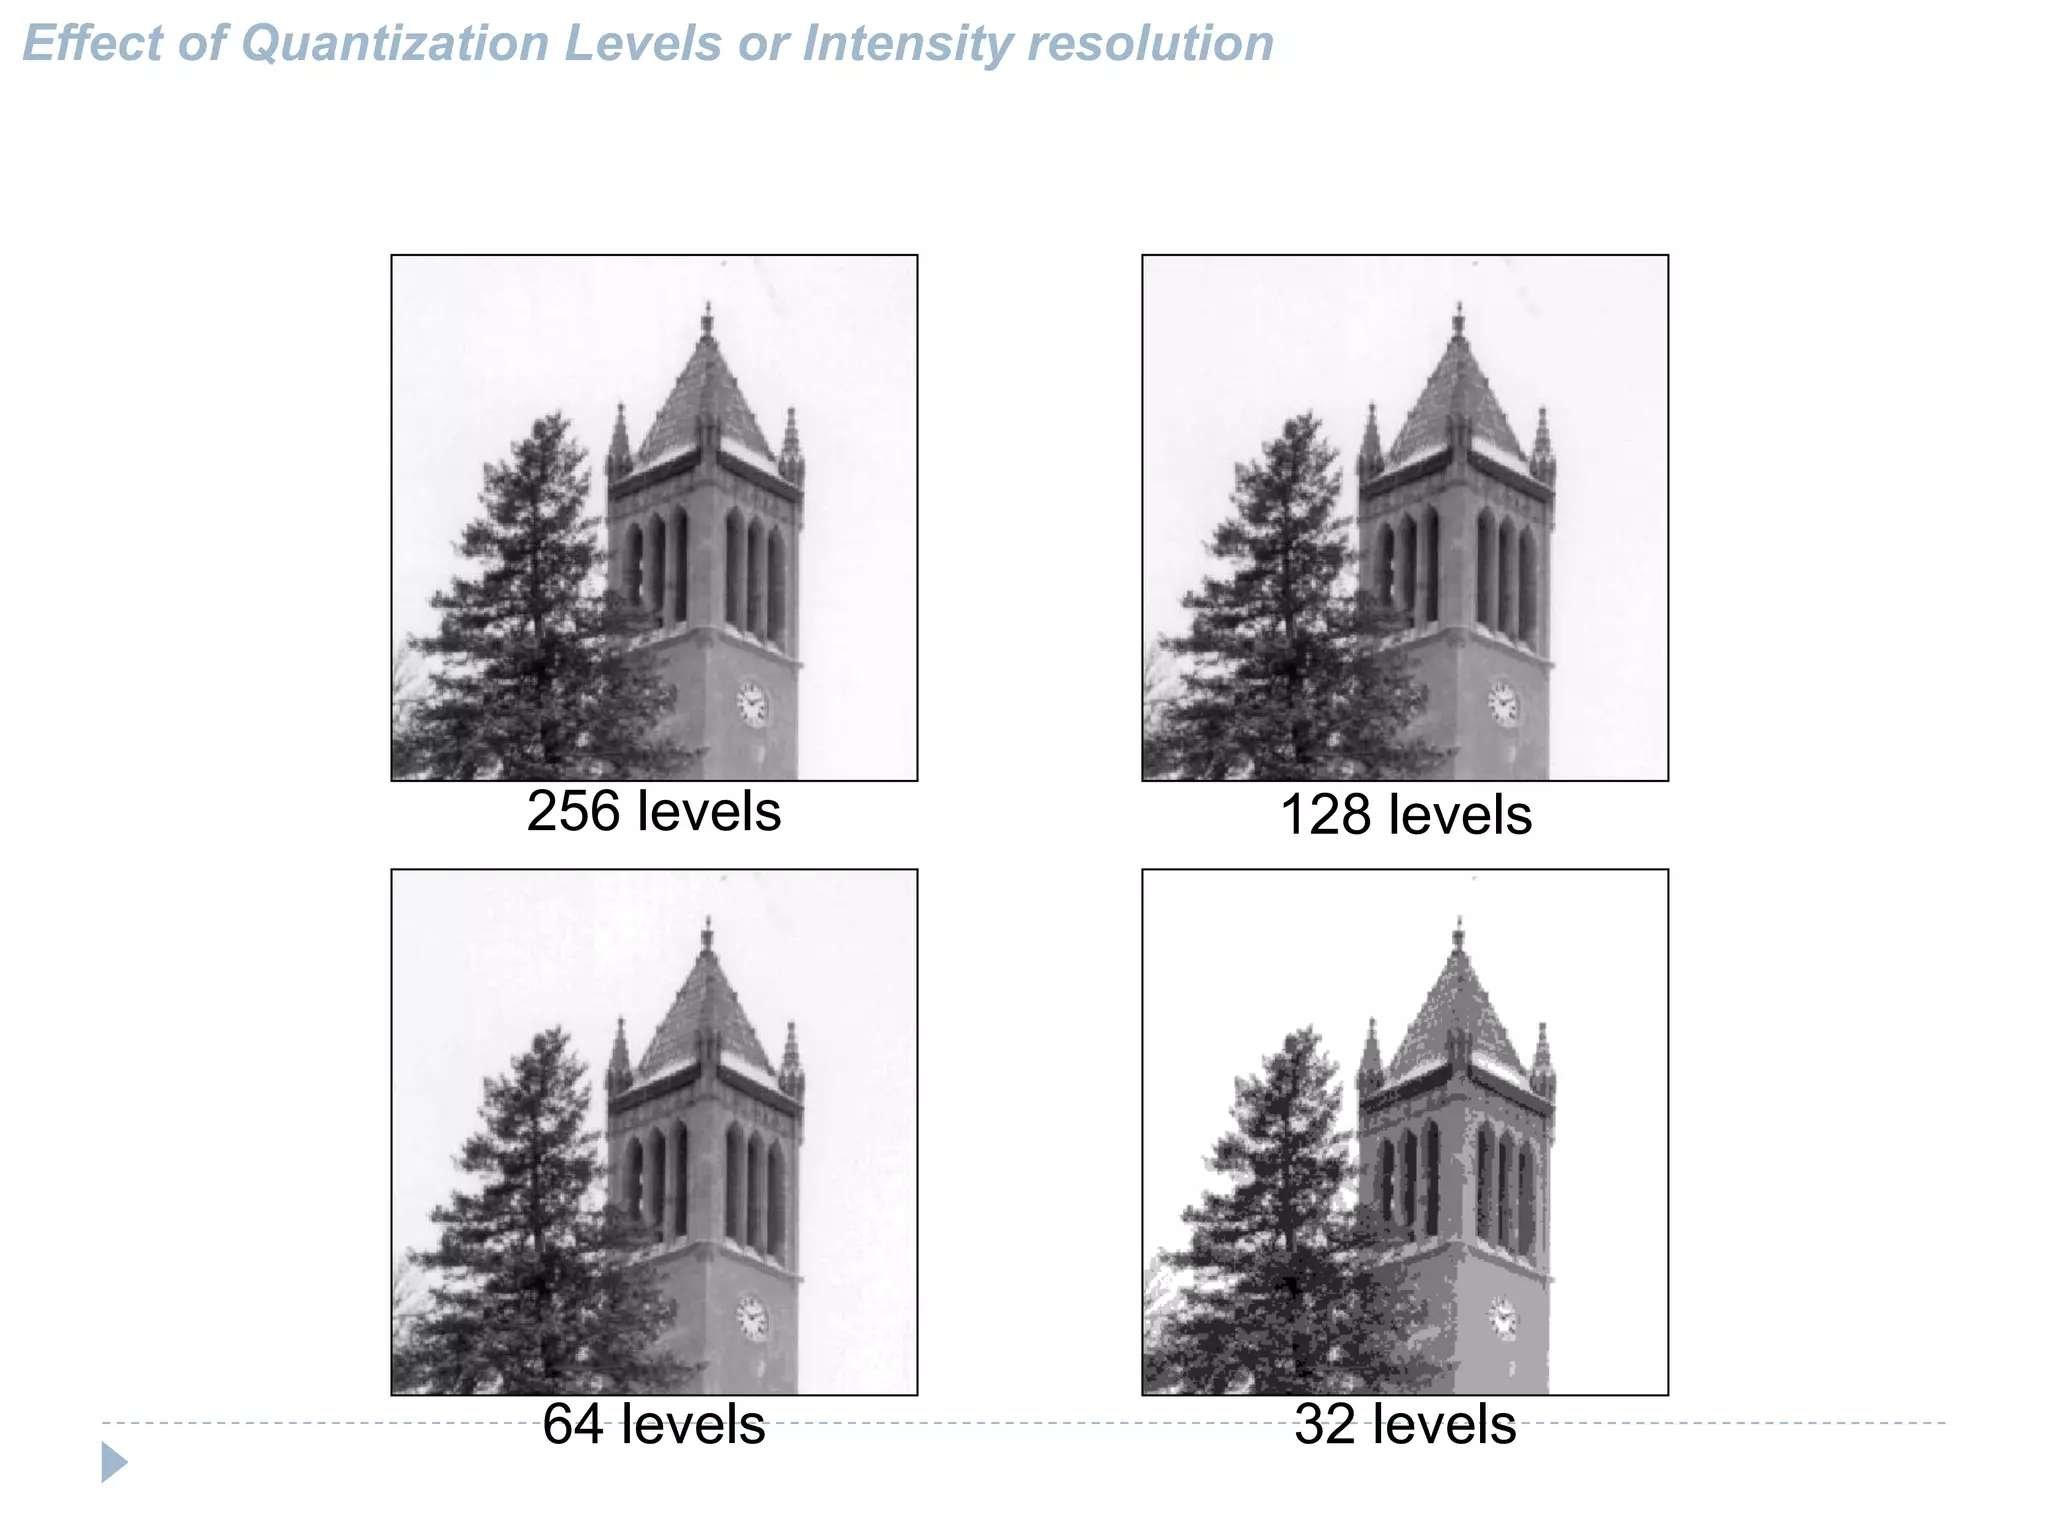 Effect of Quantization Levels or Intensity resolution
256 levels
128 levels
64 levels
32 levels